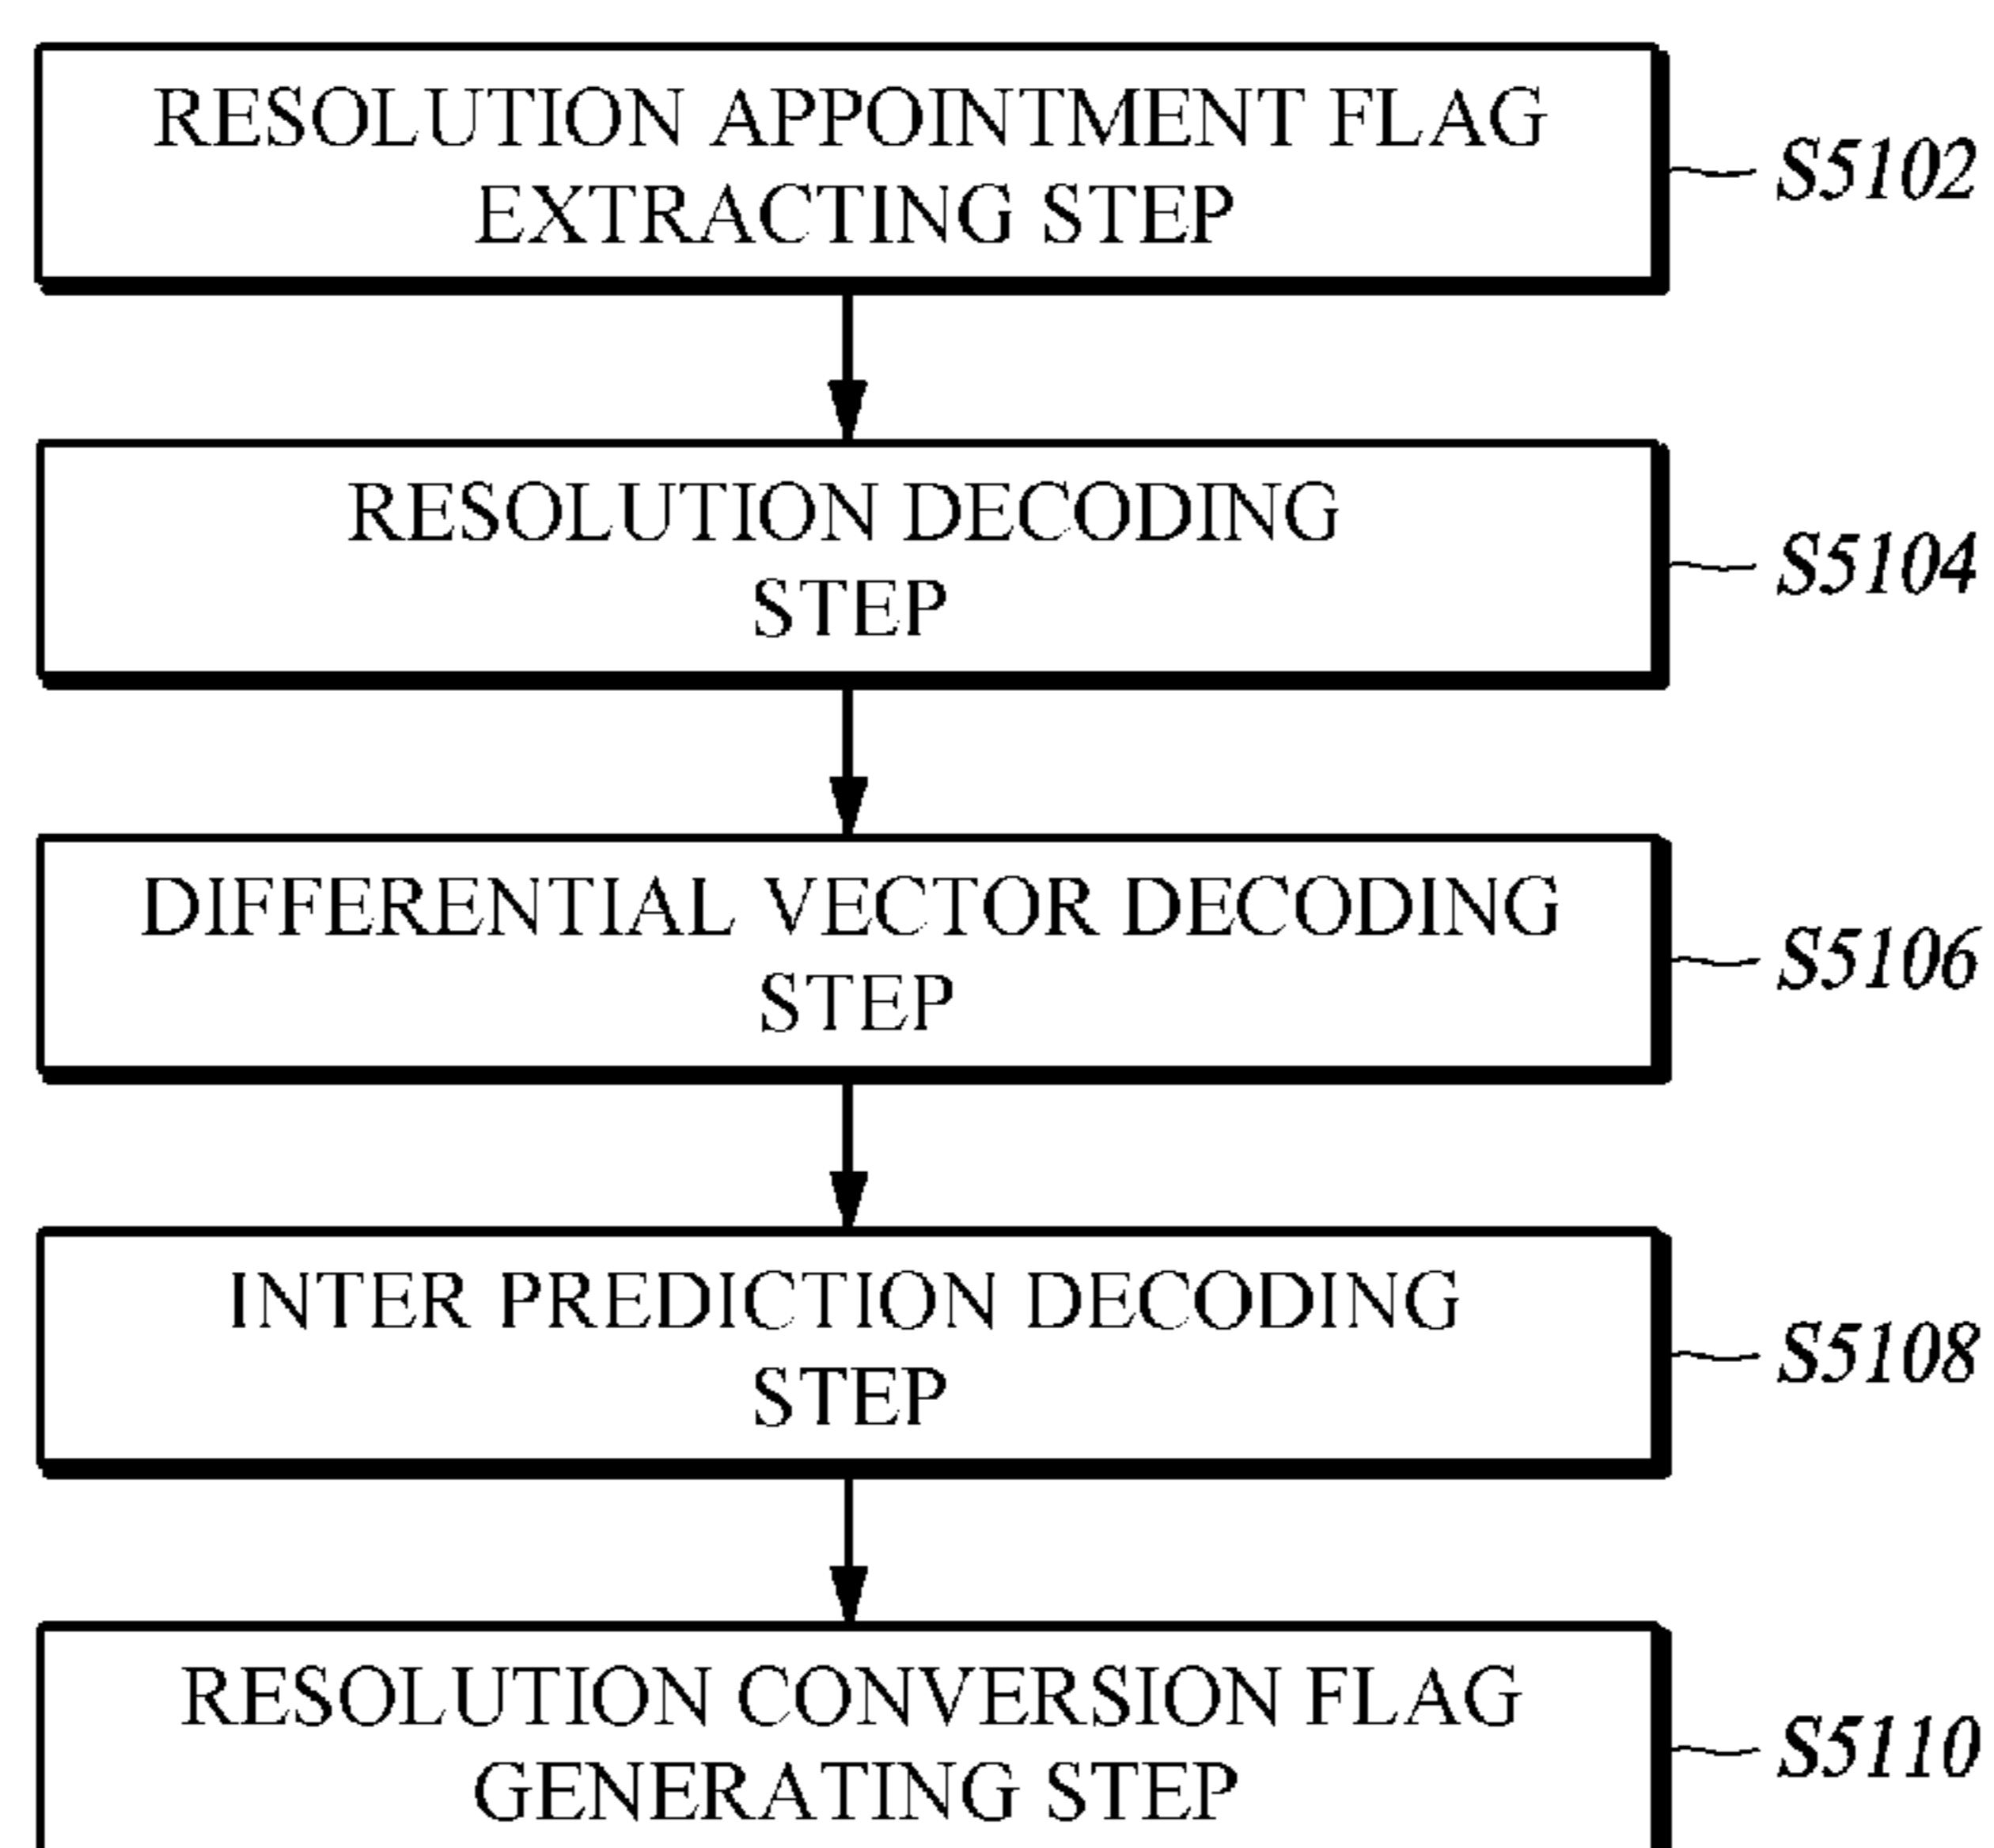 RESOLUTION APPOINTMENT FLAG
EXTRACTING STEP
S5102
RESOLUTION DECODING
STEP
S5104
DIFFERENTIAL VECTOR DECODING
STEP
S5106
INTER PREDICTION DECODING
STEP
S5108
RESOLUTION CONVERSION FLAG
GENERATING STEP
S5110